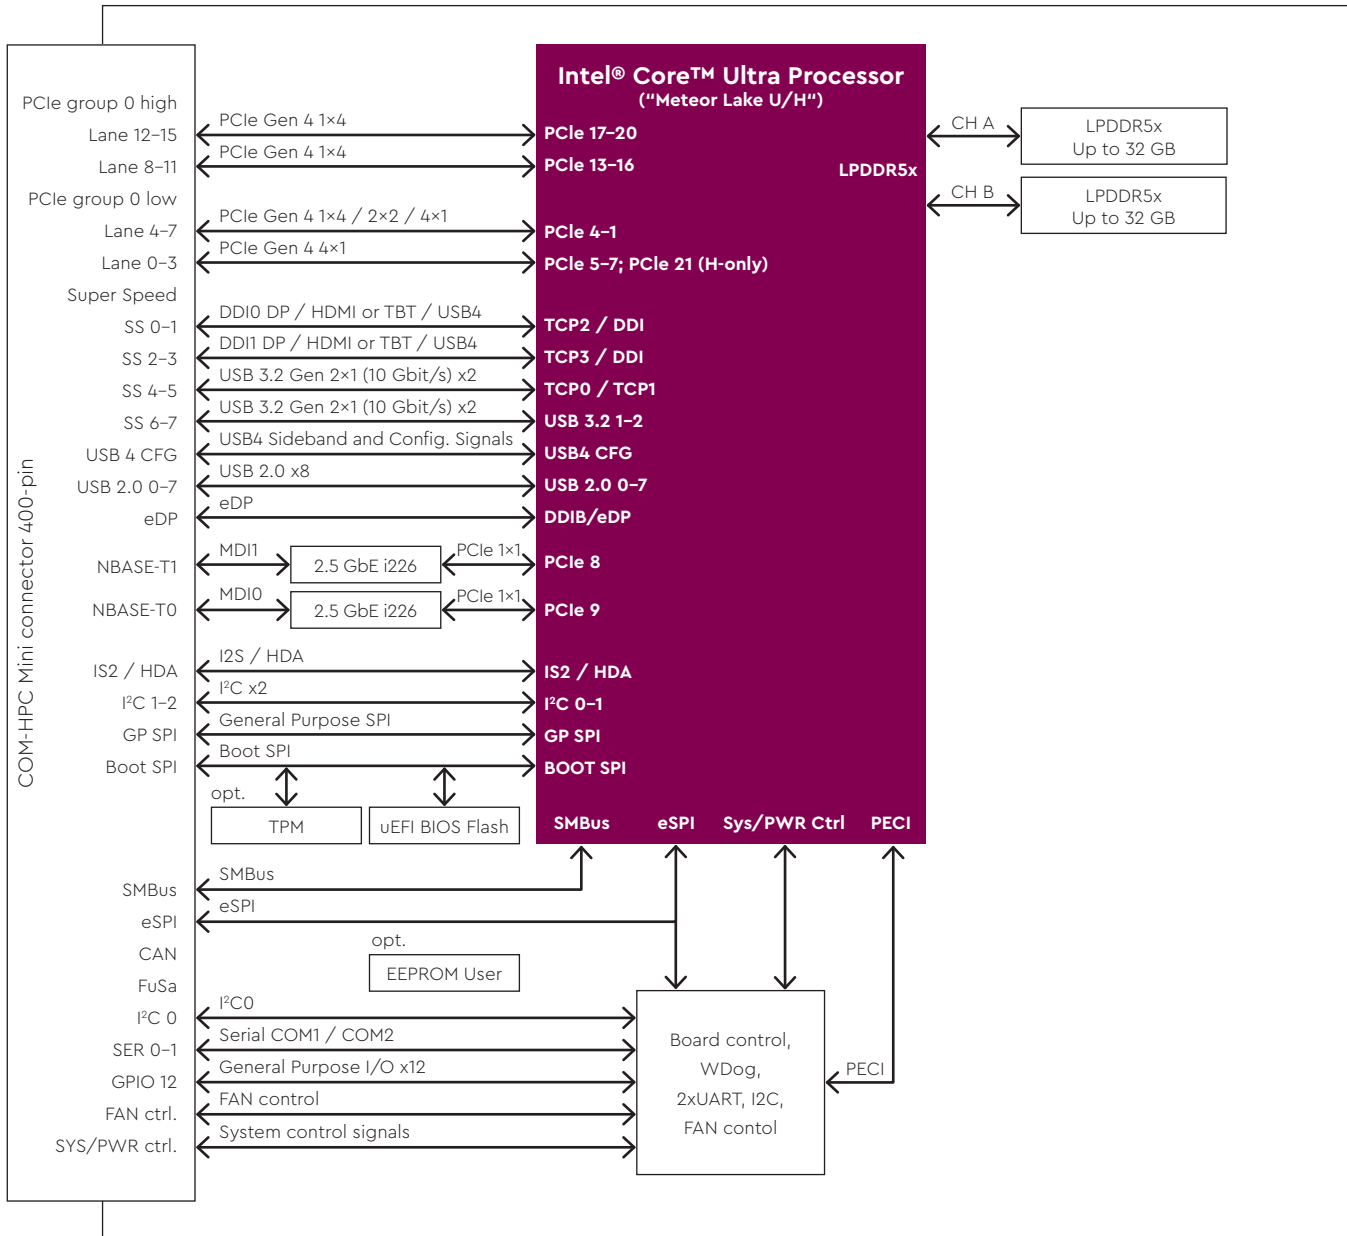 Intel® Core™ Ultra Processor
(“Meteor Lake U/H“)
PCIe group 0 high
Lane 12–15
PCIe Gen 4 1×4
PCle 17–20
CH A
LPDDR5x
Up to 32 GB
Lane 8–11
PCIe Gen 4 1×4
PCle 13–16
LPDDR5x
PCIe group 0 low
CH B
LPDDR5x
Up to 32 GB
Lane 4–7
PCIe Gen 4 1×4 / 2×2 / 4×1
PCle 4–1
Lane 0–3
PCIe Gen 4 4×1
PCle 5–7; PCle 21 (H-only)
Super Speed
SS 0–1
DDI0 DP / HDMI or TBT / USB4
TCP2 / DDI
SS 2–3
DDI1 DP / HDMI or TBT / USB4
TCP3 / DDI
SS 4–5
USB 3.2 Gen 2×1 (10 Gbit/s) x2
TCP0 / TCP1
SS 6–7
USB 3.2 Gen 2×1 (10 Gbit/s) x2
USB 3.2 1–2
USB 4 CFG
USB4 Sideband and Config. Signals
USB4 CFG
USB 2.0 0–7
USB 2.0 x8
USB 2.0 0–7
eDP
eDP
DDIB/eDP
NBASE-T1
MDI1
2.5 GbE i226
PCIe 1×1
PCIe 8
NBASE-T0
MDI0
2.5 GbE i226
PCIe 1×1
PCIe 9
COM-HPC Mini connector 400-pin
IS2 / HDA
I2S / HDA
IS2 / HDA
I²C 1–2
I²C x2
I²C 0–1
GP SPI
General Purpose SPI
GP SPI
Boot SPI
Boot SPI
BOOT SPI
opt.
TPM
uEFI BIOS Flash
SMBus
eSPI
Sys/PWR Ctrl
PECI
SMBus
SMBus
eSPI
eSPI
CAN
opt.
EEPROM User
FuSa
I²C 0
I²C0
SER 0–1
Serial COM1 / COM2
GPIO 12
General Purpose I/O x12
FAN ctrl.
FAN control
SYS/PWR ctrl.
System control signals
Board control,
WDog,
2xUART, I2C,
FAN contol
PECI